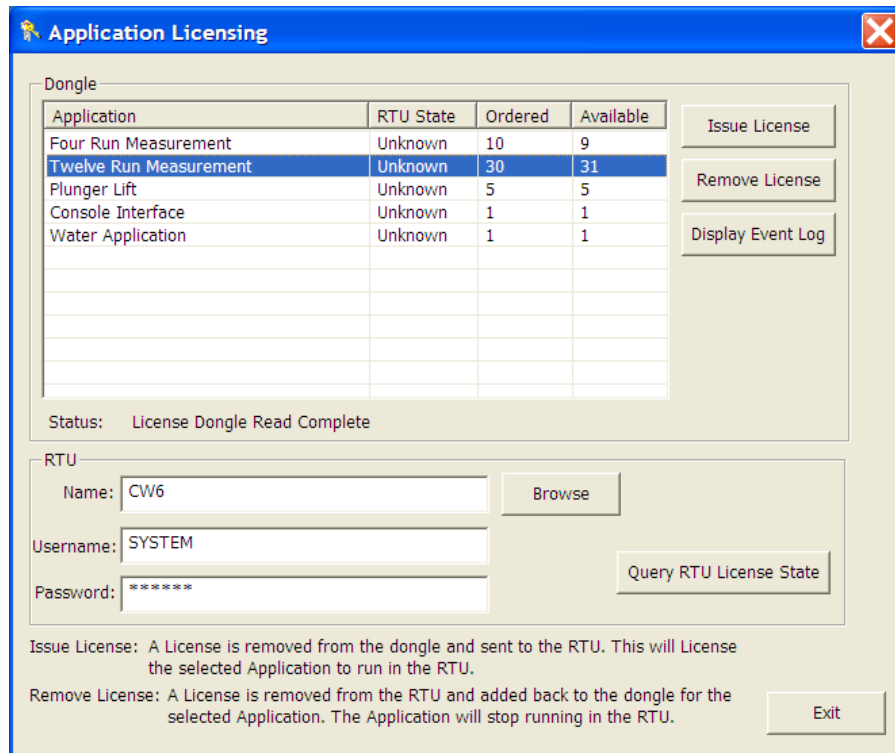 Application Licensing
Dongle
Application RTU State Ordered Available
Four Run Measurement Unknown 10 9
Twelve Run Measurement Unknown 30 31
Plunger Lift Unknown 5 5
Console Interface Unknown 1 1
Water Application Unknown 1 1
Issue License
Remove License
Display Event Log
Status: License Dongle Read Complete
RTU
Name: CW6
Browse
Username: SYSTEM
Password: ******
Query RTU License State
Issue License: A License is removed from the dongle and sent to the RTU. This will License
the selected Application to run in the RTU.
Remove License: A License is removed from the RTU and added back to the dongle for the
selected Application. The Application will stop running in the RTU.
Exit